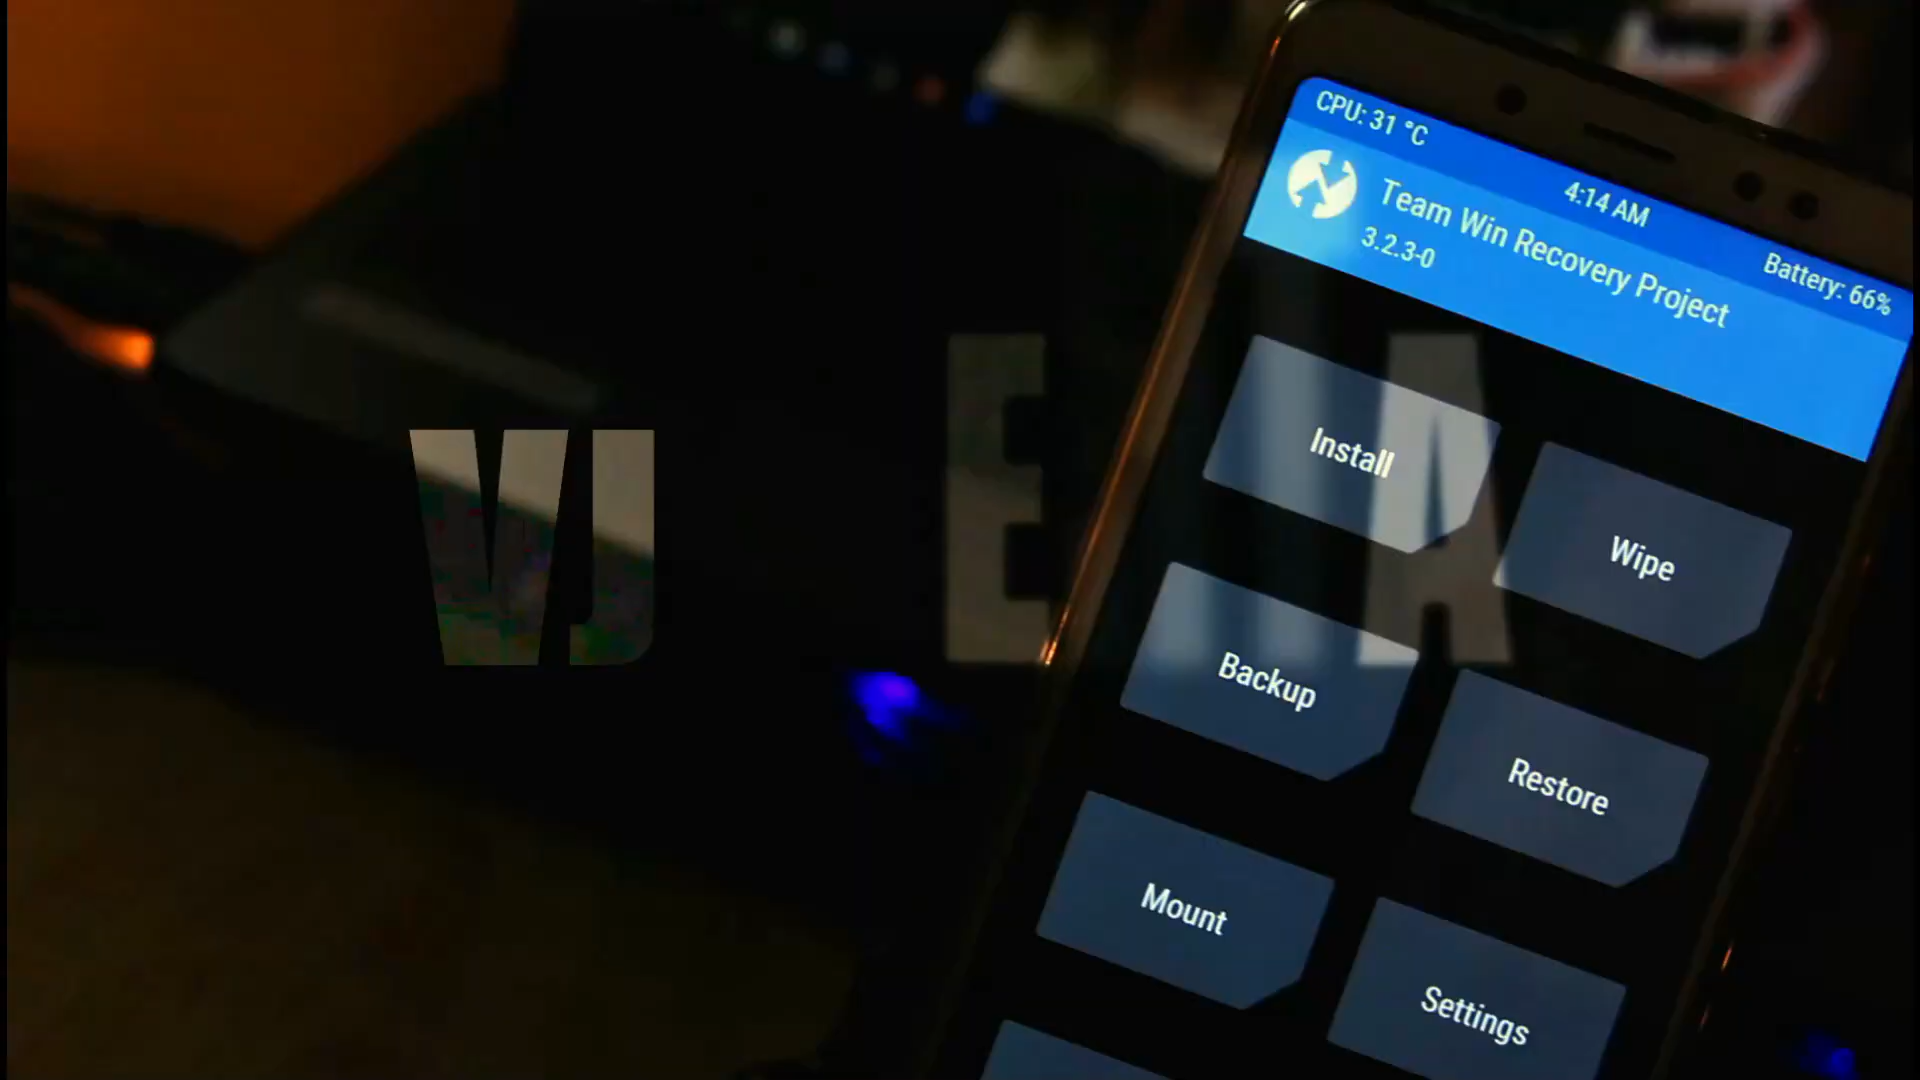 CPU: 31 °C
4:14 AM
Battery: 66%
Team Win Recovery Project
3.2.3-0
VJ
E A
Install
Wipe
Backup
Restore
Mount
Settings